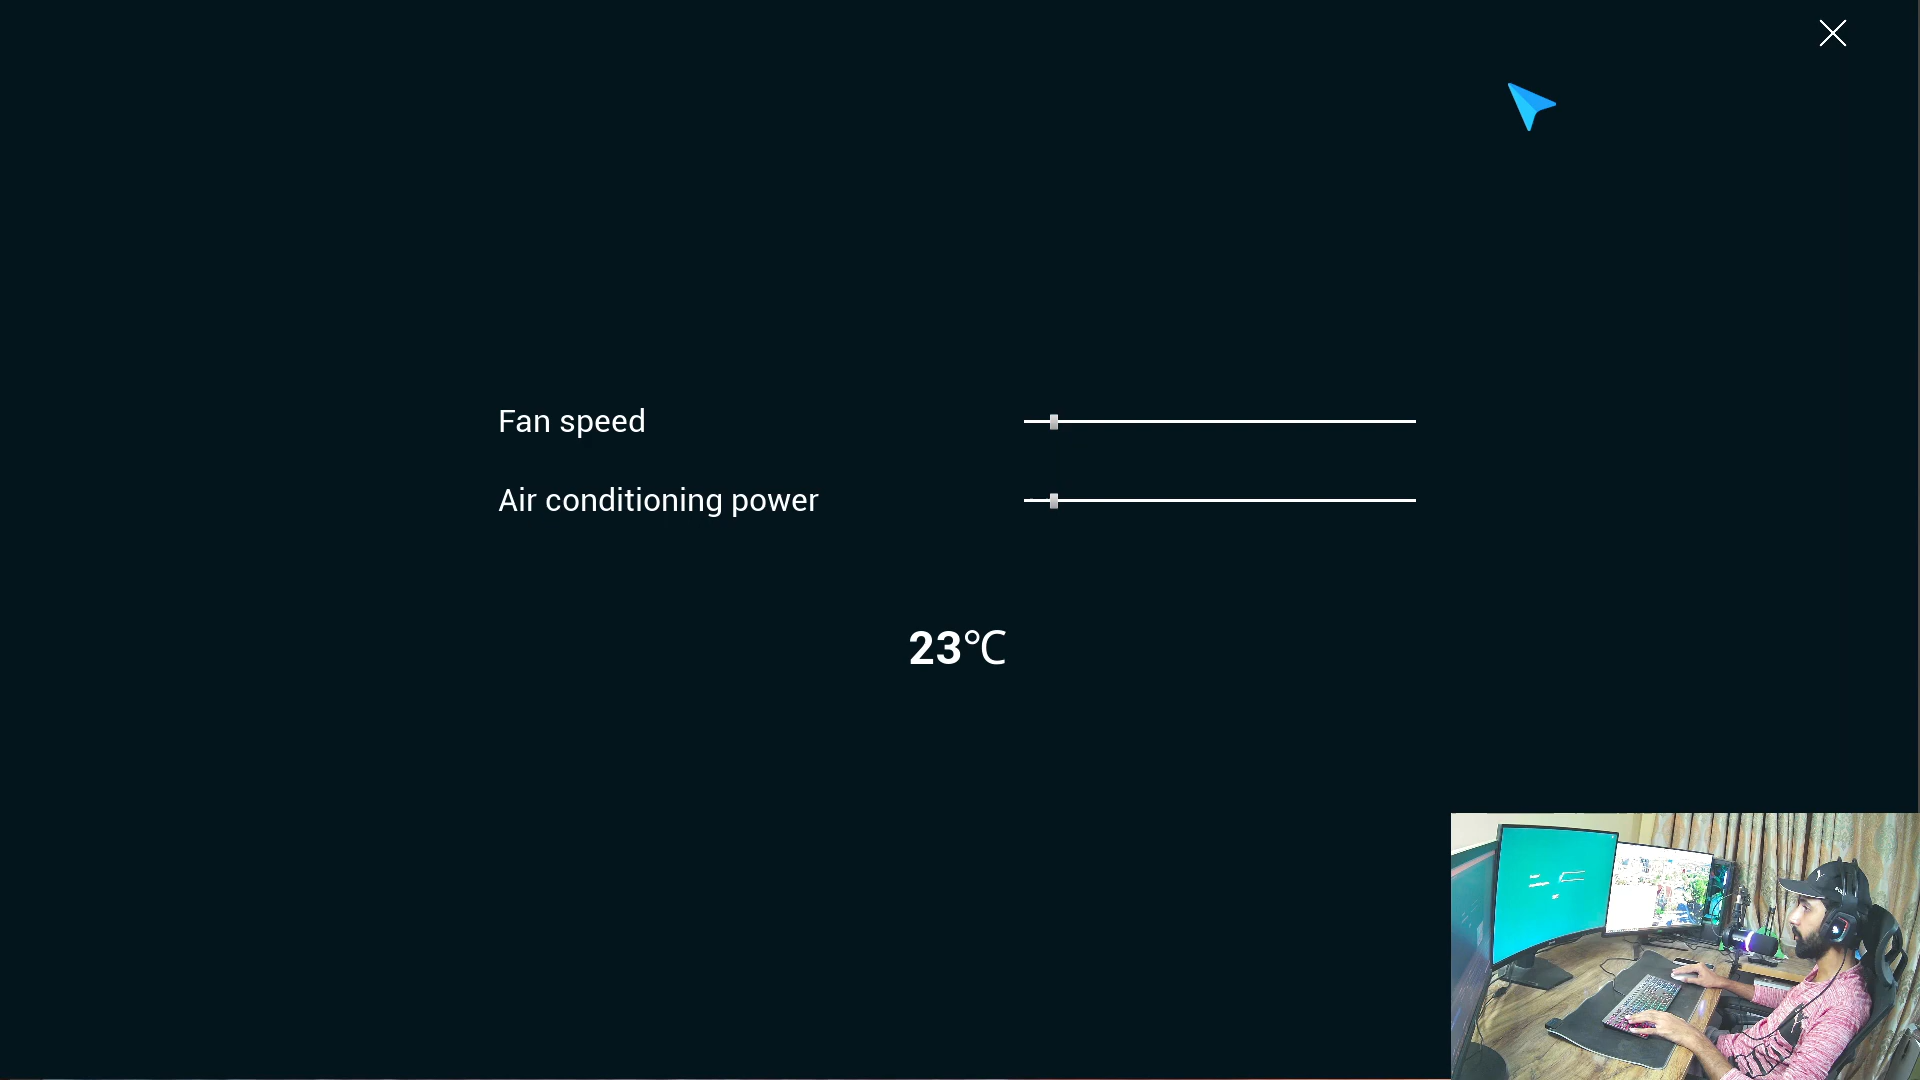 Fan speed
Air conditioning power
23℃